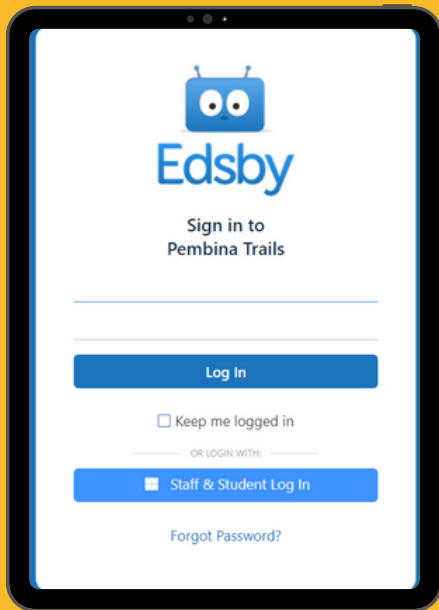 Edsby
Sign in to
Pembina Trails
Log In
Keep me logged in
OR LOGIN WITH:
Staff & Student Log In
Forgot Password?